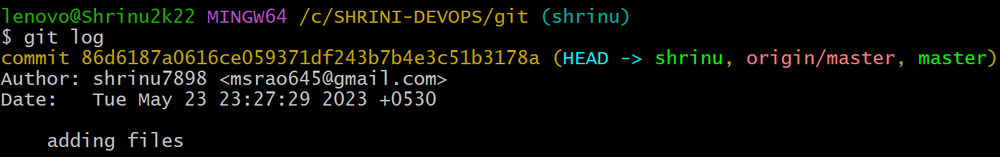 lenovo@Shrinu2k22 MINGW64 /c/SHRINI-DEVOPS/git (shrinu)
$ git log
commit 86d6187a0616ce059371df243b7b4e3c51b3178a (HEAD -> shrinu, origin/master, master)
Author: shrinu7898 <msrao645@gmail.com>
Date:   Tue May 23 23:27:29 2023 +0530
    adding files